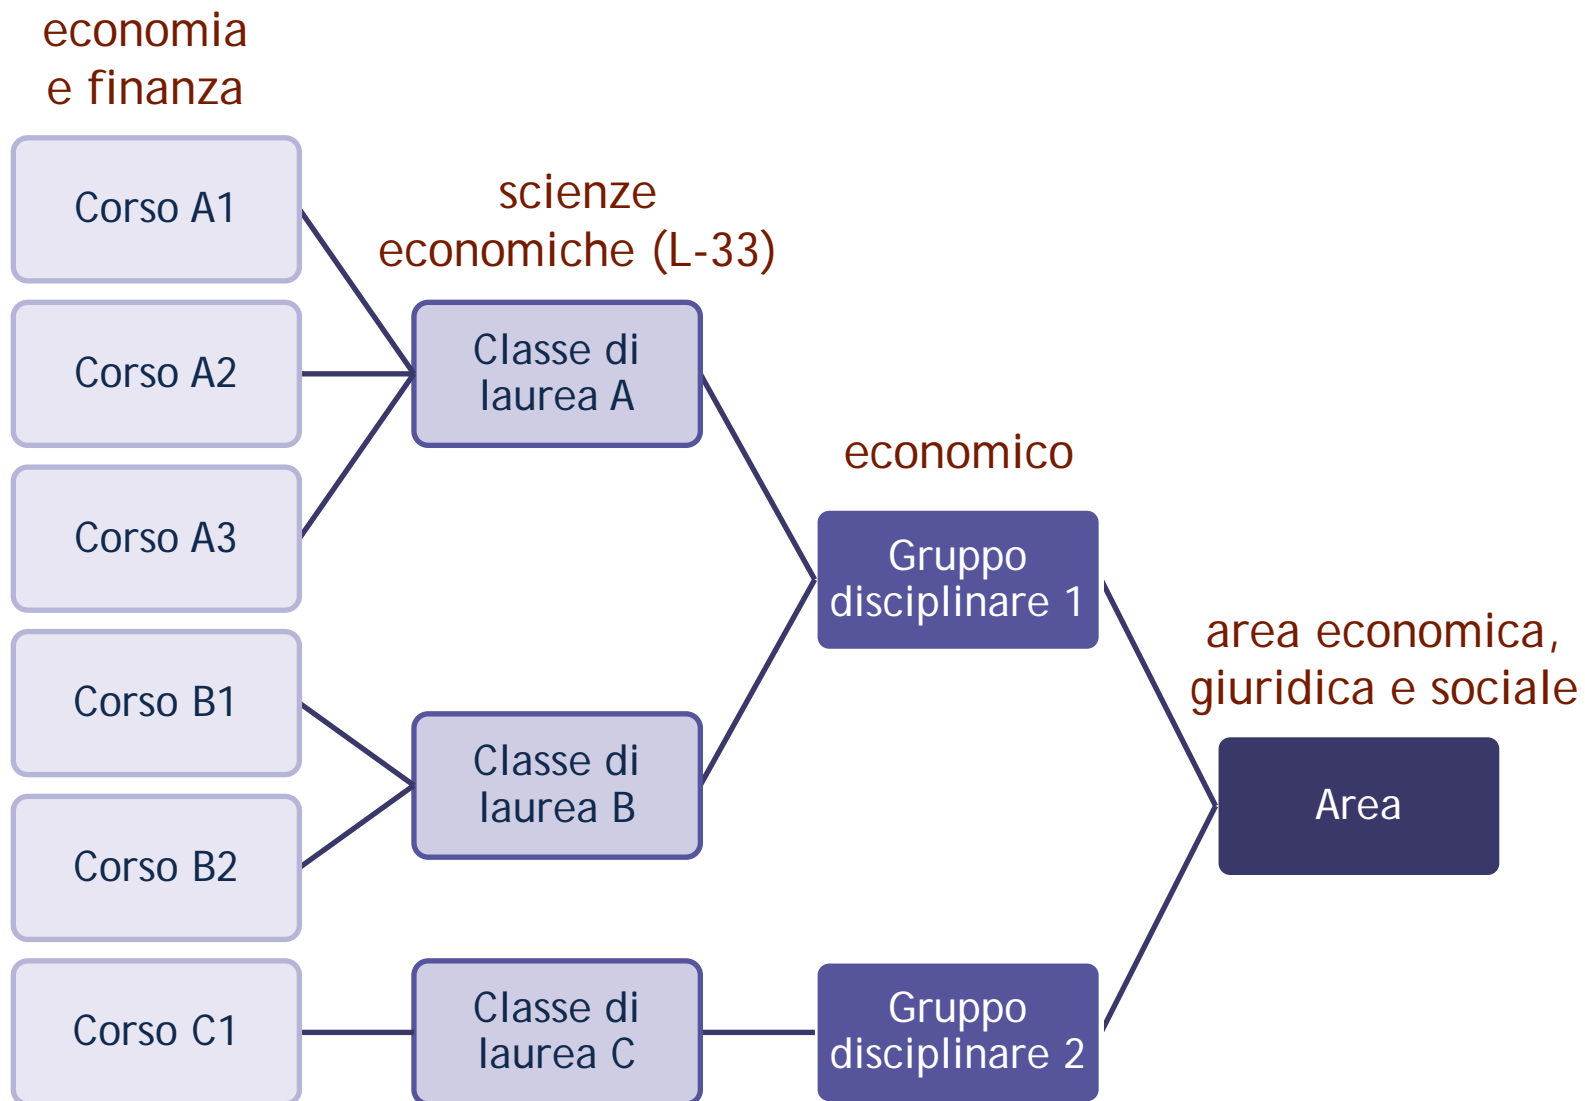 economia
e finanza
Corso A1
Corso A2
Corso A3
Corso B1
Corso B2
Corso C1
scienze
economiche (L-33)
Classe di
laurea A
Classe di
laurea B
Classe di
laurea C
economico
Gruppo
disciplinare 1
Gruppo
disciplinare 2
area economica,
giuridica e sociale
Area